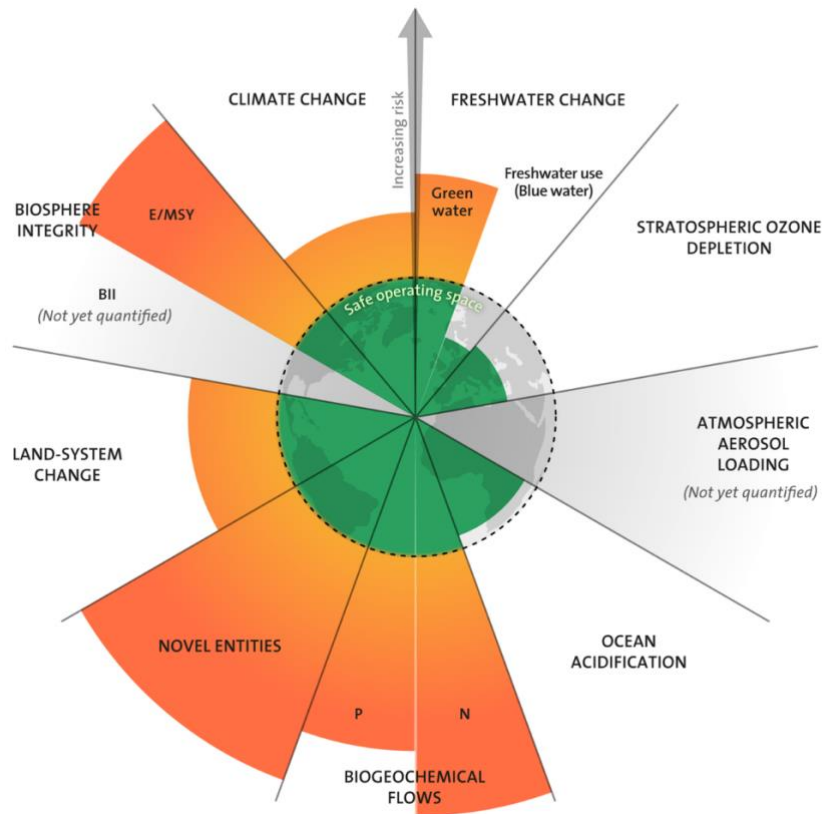 CLIMATE CHANGE
Increasing risk
FRESHWATER CHANGE
Freshwater use
(Blue water)
Green
water
STRATOSPHERIC OZONE
DEPLETION
BIOSPHERE
INTEGRITY
E/MSY
BII
(Not yet quantified)
Safe operating space
LAND-SYSTEM
CHANGE
ATMOSPHERIC
AEROSOL
LOADING
(Not yet quantified)
NOVEL ENTITIES
OCEAN
ACIDIFICATION
P
N
BIOGEOCHEMICAL
FLOWS